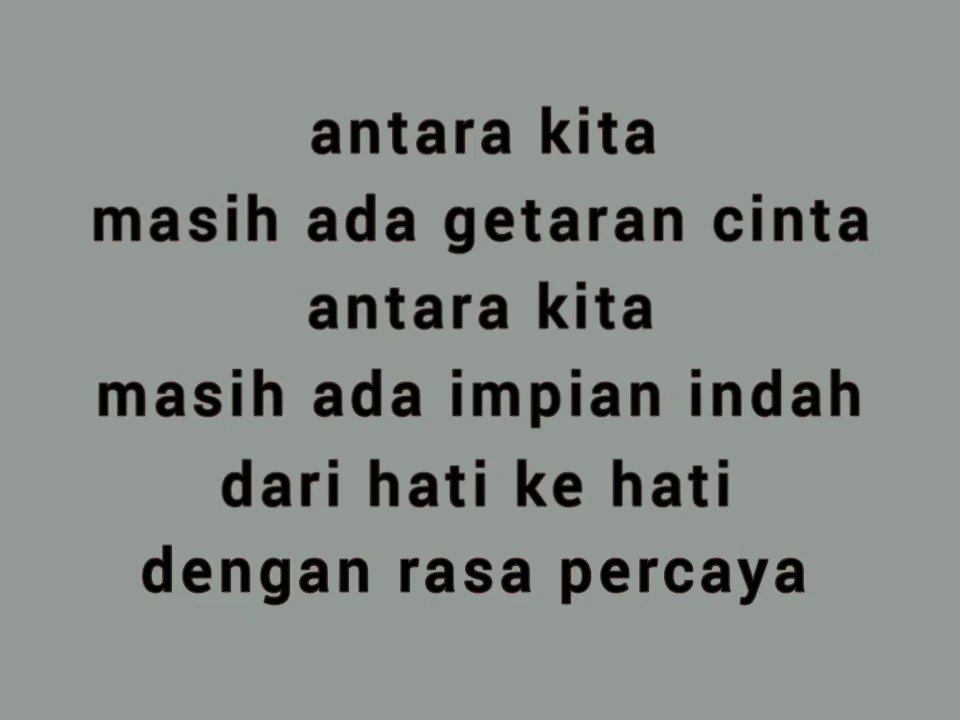 antara kita
masih ada getaran cinta
antara kita
masih ada impian indah
dari hati ke hati
dengan rasa percaya